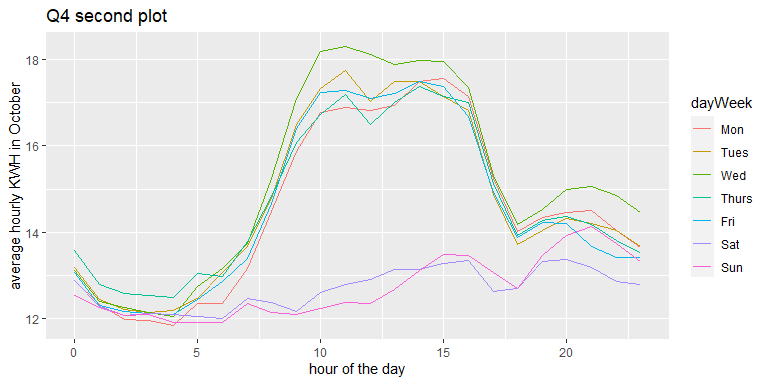 Q4 second plot
average hourly KWH in October
18
16
14
12
0
5
10
15
20
hour of the day
dayWeek
Mon
Tues
Wed
Thurs
Fri
Sat
Sun